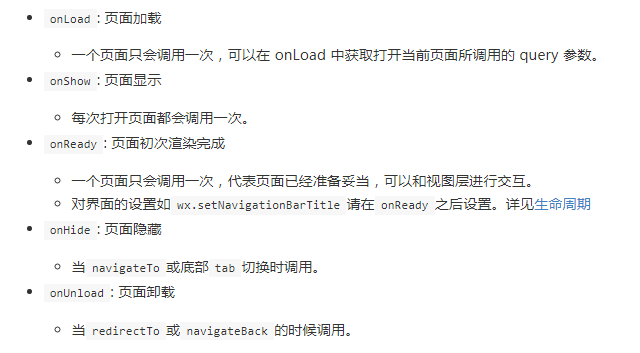 onLoad : 页面加载
一个页面只会调用一次，可以在 onLoad 中获取打开当前页面所调用的 query 参数。
onShow : 页面显示
每次打开页面都会调用一次。
onReady : 页面初次渲染完成
一个页面只会调用一次，代表页面已经准备妥当，可以和视图层进行交互。
对界面的设置如 wx.setNavigationBarTitle 请在 onReady 之后设置。详见生命周期
onHide : 页面隐藏
当 navigateTo 或底部 tab 切换时调用。
onUnload : 页面卸载
当 redirectTo 或 navigateBack 的时候调用。